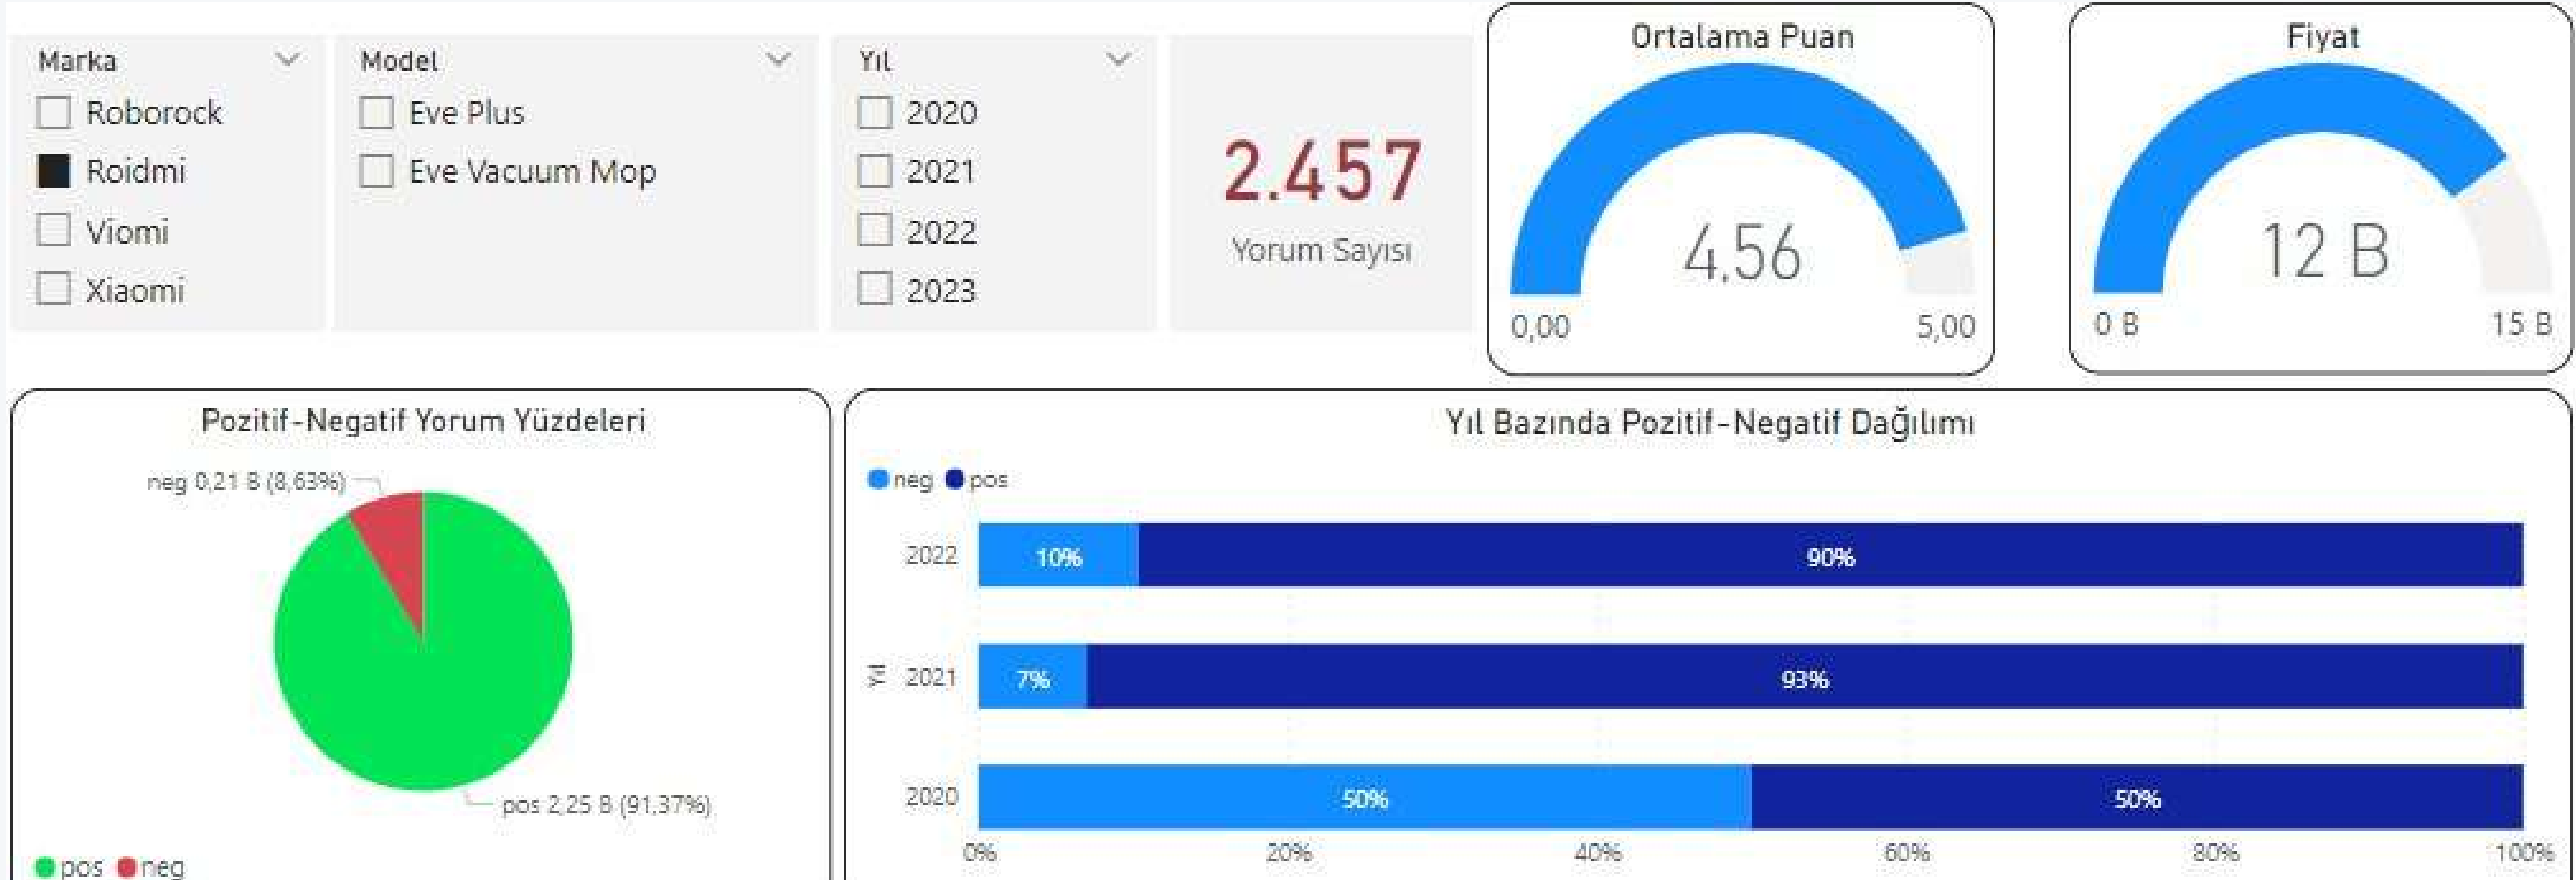 Marka
Roborock
Roidmi
Viomi
Xiaomi
Model
Eve Plus
Eve Vacuum Mop
Yıl
2020
2021
2022
2023
2.457
Yorum Sayısı
Ortalama Puan
4,56
0,00
5,00
Fiyat
12 B
0 B
15 B
Pozitif-Negatif Yorum Yüzdeleri
neg 0,21 B (8,63%)
pos 2,25 B (91,37%)
pos neg
Yıl Bazında Pozitif-Negatif Dağılımı
neg pos
2022 10% 90%
Yıl
2021 7% 93%
2020 50% 50%
0% 20% 40% 60% 80% 100%